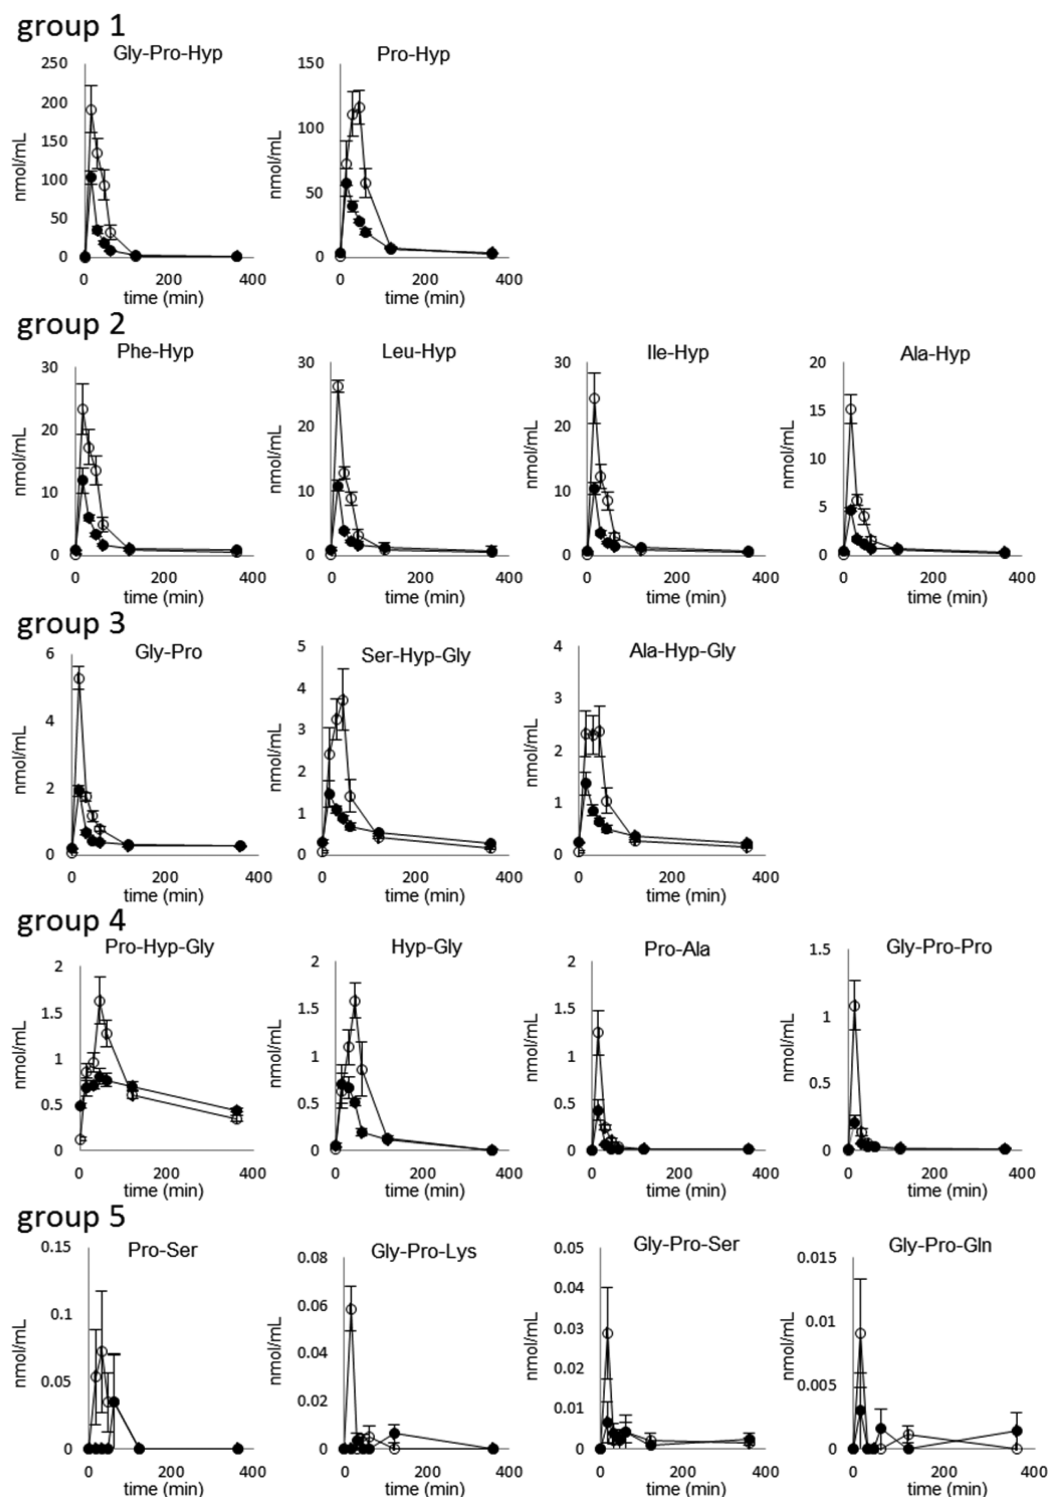 group 1
Gly-Pro-Hyp
250
200
150
100
50
0
nmol/mL
0 200 400
time (min)
Pro-Hyp
150
100
50
0
nmol/mL
0 200 400
time (min)
group 2
Phe-Hyp
30
20
10
0
nmol/mL
0 200 400
time (min)
Leu-Hyp
30
20
10
0
nmol/mL
0 200 400
time (min)
Ile-Hyp
30
20
10
0
nmol/mL
0 200 400
time (min)
Ala-Hyp
20
15
10
5
0
nmol/mL
0 200 400
time (min)
group 3
Gly-Pro
6
4
2
0
nmol/mL
0 200 400
time (min)
Ser-Hyp-Gly
5
4
3
2
1
0
nmol/mL
0 200 400
time (min)
Ala-Hyp-Gly
4
3
2
1
0
nmol/mL
0 200 400
time (min)
group 4
Pro-Hyp-Gly
2
1.5
1
0.5
0
nmol/mL
0 200 400
time (min)
Hyp-Gly
2
1.5
1
0.5
0
nmol/mL
0 200 400
time (min)
Pro-Ala
2
1.5
1
0.5
0
nmol/mL
0 200 400
time (min)
Gly-Pro-Pro
1.5
1
0.5
0
nmol/mL
0 200 400
time (min)
group 5
Pro-Ser
0.15
0.1
0.05
0
nmol/mL
0 200 400
time (min)
Gly-Pro-Lys
0.08
0.06
0.04
0.02
0
nmol/mL
0 200 400
time (min)
Gly-Pro-Ser
0.05
0.04
0.03
0.02
0.01
0
nmol/mL
0 200 400
time (min)
Gly-Pro-Gln
0.015
0.01
0.005
0
nmol/mL
0 200 400
time (min)